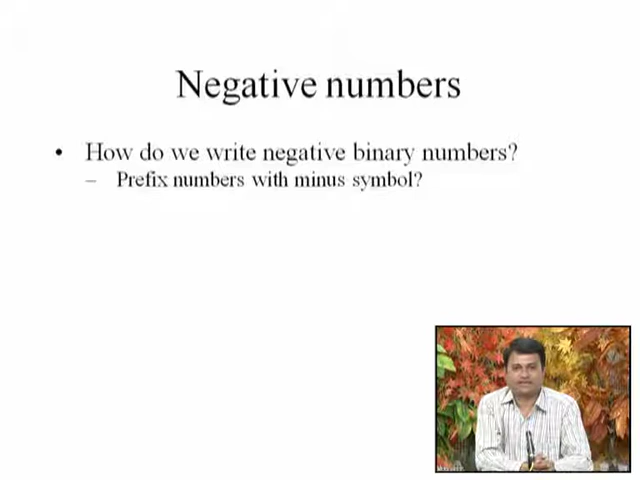 Negative numbers
• How do we write negative binary numbers?
– Prefix numbers with minus symbol?